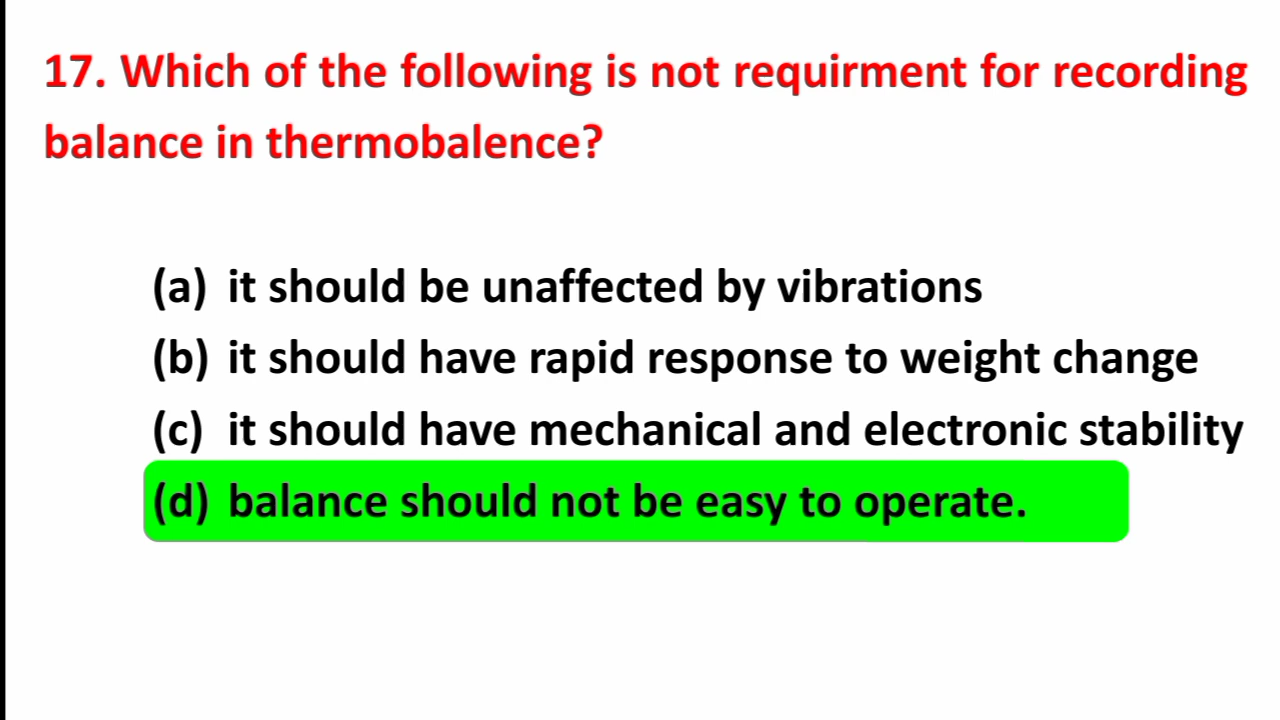 17. Which of the following is not requirment for recording
balance in thermobalence?
(a) it should be unaffected by vibrations
(b) it should have rapid response to weight change
(c) it should have mechanical and electronic stability
(d) balance should not be easy to operate.